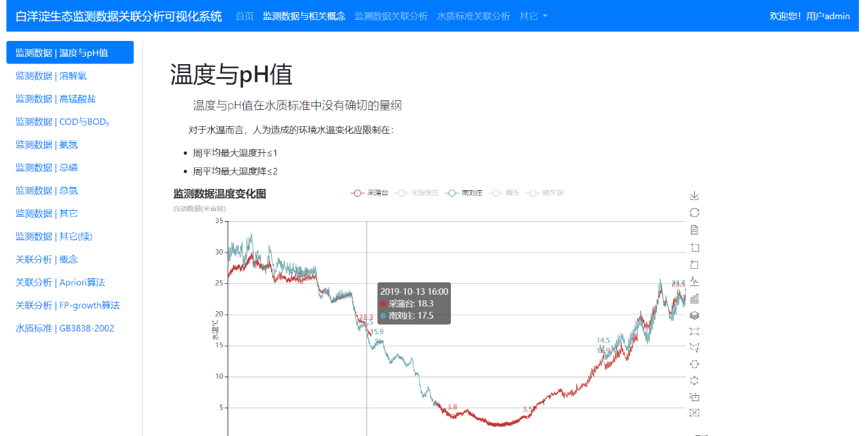 白洋淀生态监测数据关联分析可视化系统 首页 监测数据与相关概念 监测数据关联分析 水质标准关联分析 其它 欢迎您！用户admin
监测数据 | 温度与pH值
监测数据 | 溶解氧
监测数据 | 高锰酸盐
监测数据 | COD与BOD₅
监测数据 | 氨氮
监测数据 | 总磷
监测数据 | 总氮
监测数据 | 其它
监测数据 | 其它(续)
关联分析 | 概念
关联分析 | Apriori算法
关联分析 | FP-growth算法
水质标准 | GB3838-2002
温度与pH值
温度与pH值在水质标准中没有确切的量纲
对于水温而言，人为造成的环境水温变化应限制在：
周平均最大温度升≤1
周平均最大温度降≤2
监测数据温度变化图
自动数据(未审核)
采蒲台 南刘庄
35
30
25
20
15
10
5
水温℃
2019-10-13 16:00
采蒲台: 18.3
南刘庄: 17.5
18.3
15.9
3.8
3.5
14.5
23.5